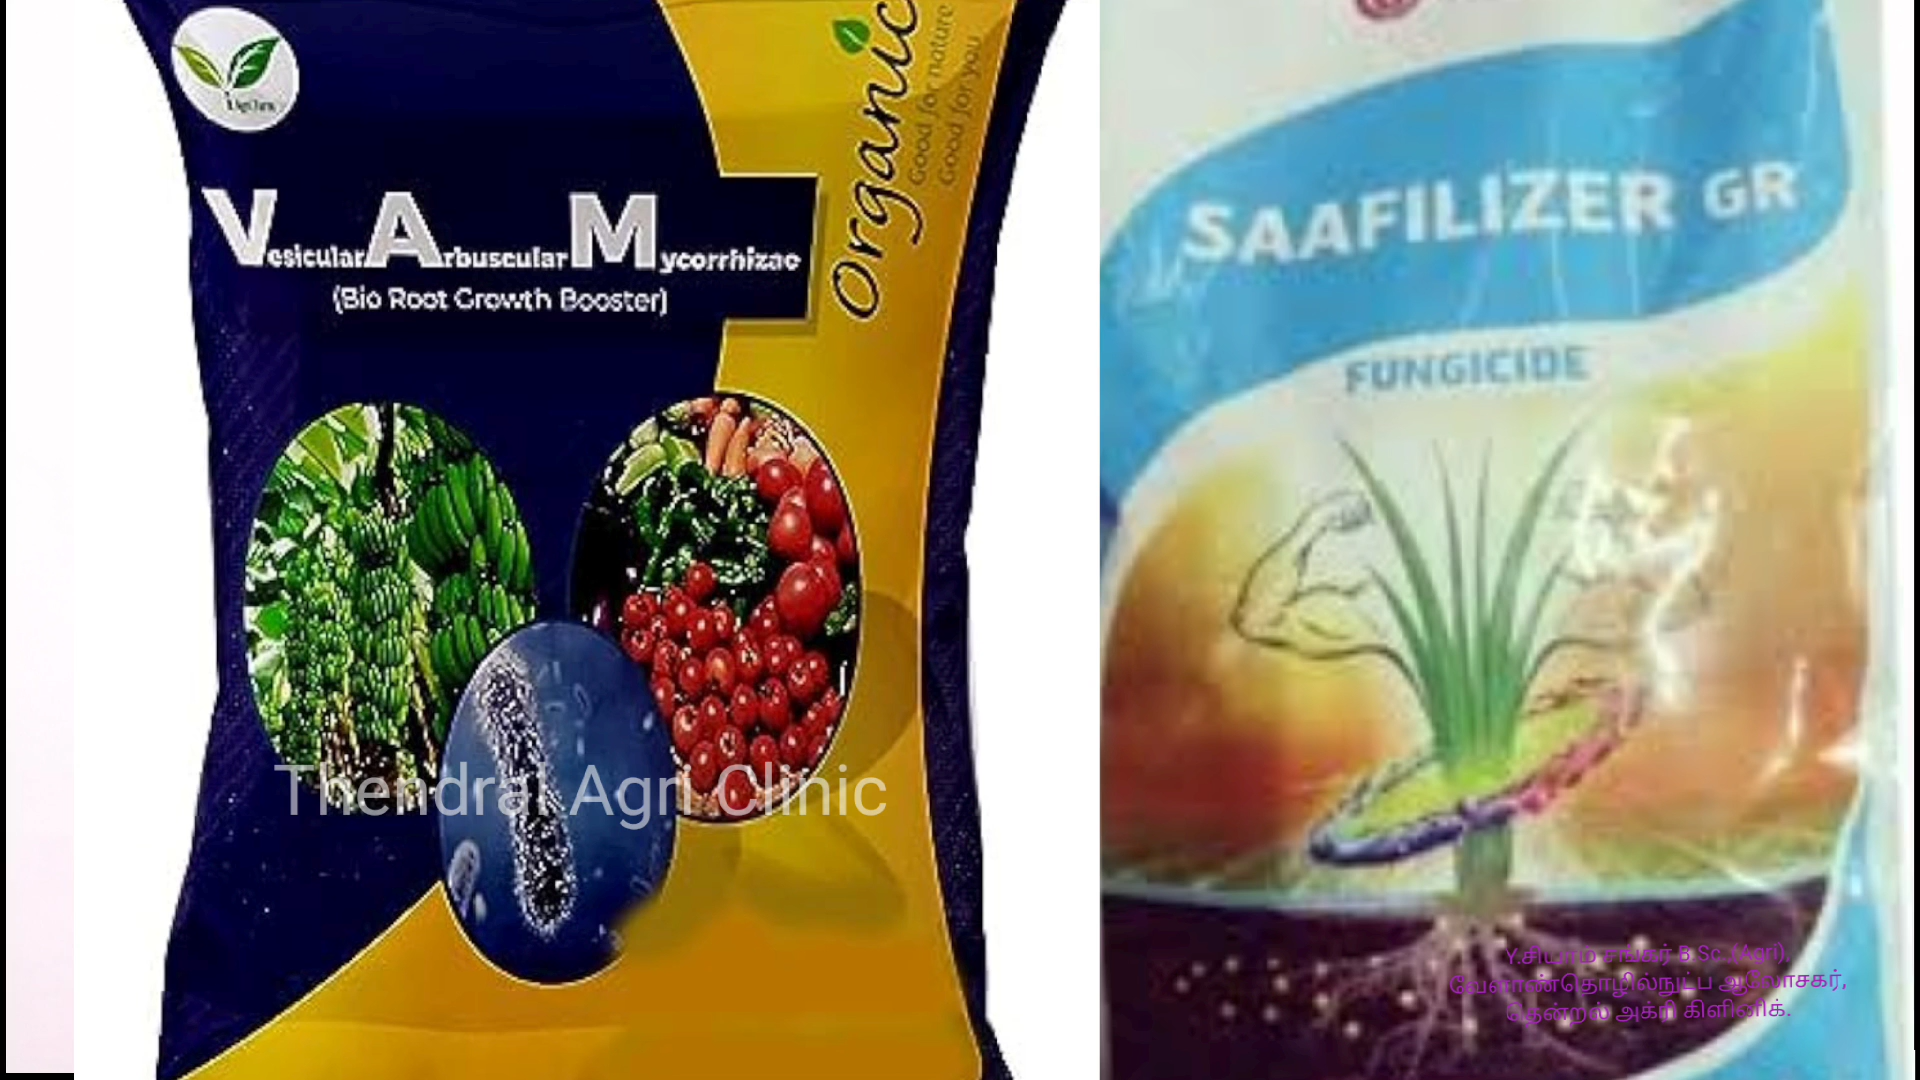 Vesicular Arbuscular Mycorrhizae
(Bio Root Growth Booster)
Organic
Good for nature
Good for you
Thendral Agri Clinic
SAAFILIZER GR
FUNGICIDE
Y.சியாம சங்கர் B.Sc.,(Agri),
வேளாண்தொழில்நுட்ப ஆலோசகர்,
தென்றல் அக்ரி கிளினிக்.